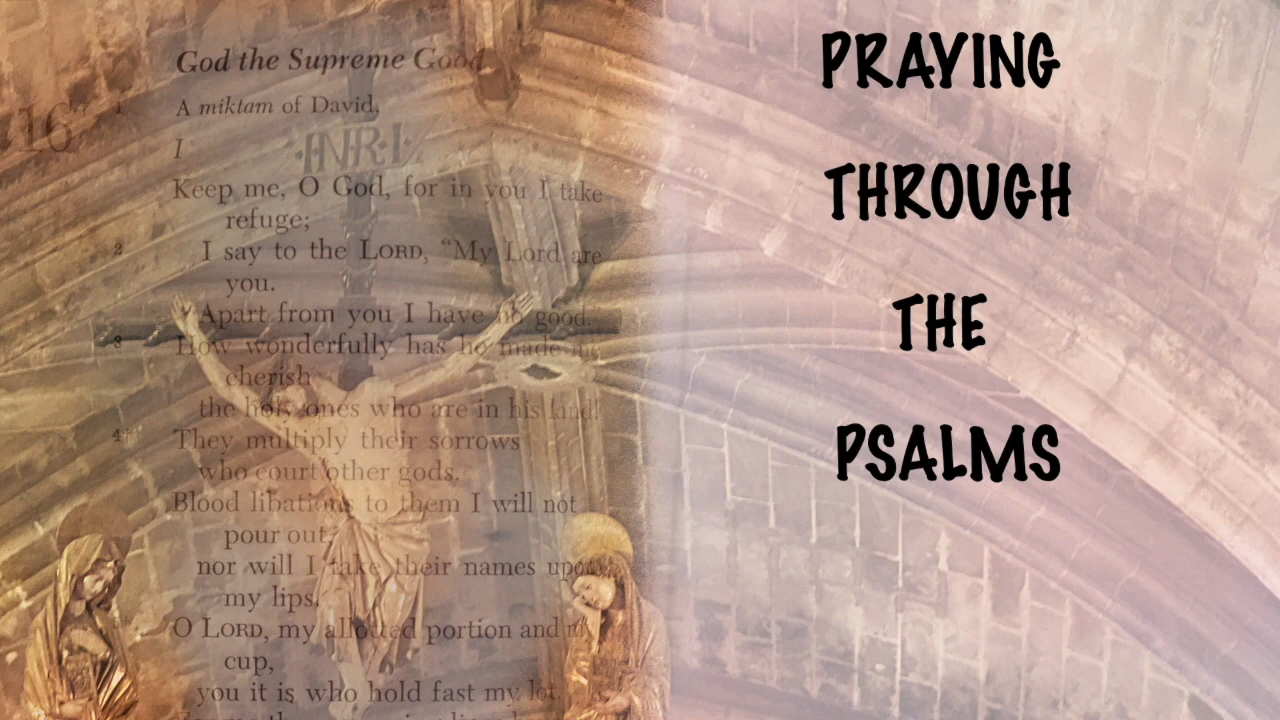 God the Supreme Good
16
1 A miktam of David.
I
·INRI·
Keep me, O God, for in you I take
refuge;
2 I say to the LORD, "My Lord are
you.
Apart from you I have no good."
3 How wonderfully has he made me
cherish
the holy ones who are in his land!
4 They multiply their sorrows
who court other gods.
Blood libations to them I will not
pour out,
nor will I take their names upon
my lips.
O LORD, my allotted portion and my
cup,
you it is who hold fast my lot.
PRAYING
THROUGH
THE
PSALMS